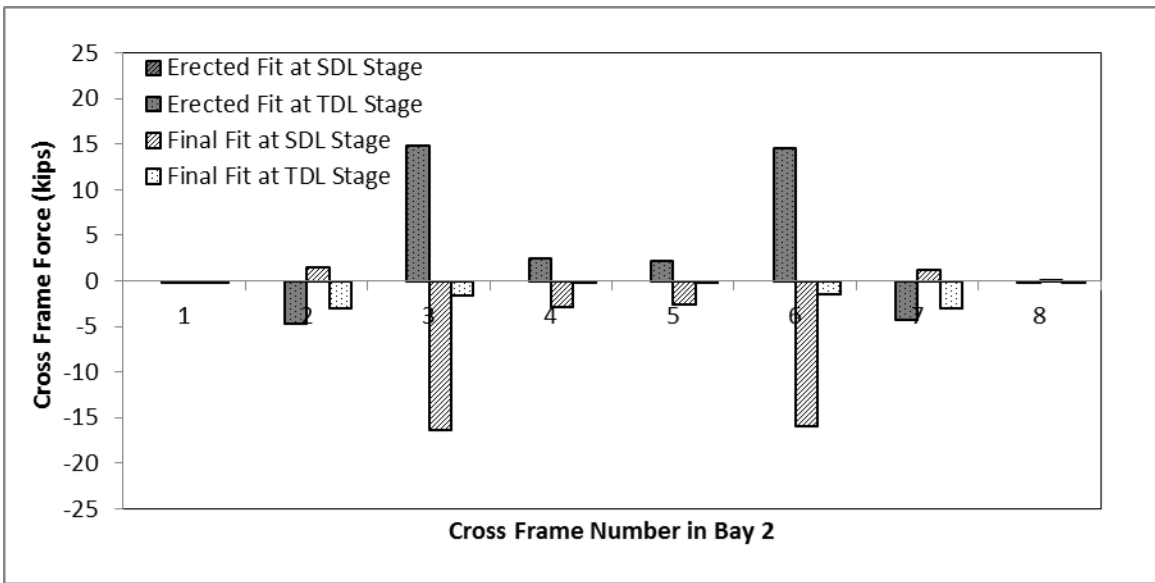 25
20
15
10
5
0
-5
-10
-15
-20
-25
Cross Frame Force (kips)
Erected Fit at SDL Stage
Erected Fit at TDL Stage
Final Fit at SDL Stage
Final Fit at TDL Stage
1 2 3 4 5 6 7 8
Cross Frame Number in Bay 2